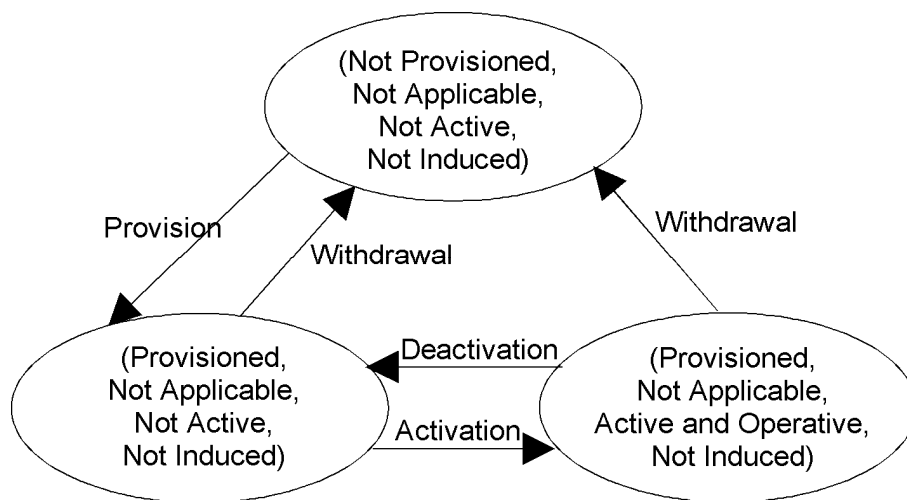 (Not Provisioned,
Not Applicable,
Not Active,
Not Induced)
Provision
Withdrawal
Withdrawal
(Provisioned,
Not Applicable,
Not Active,
Not Induced)
Deactivation
Activation
(Provisioned,
Not Applicable,
Active and Operative,
Not Induced)